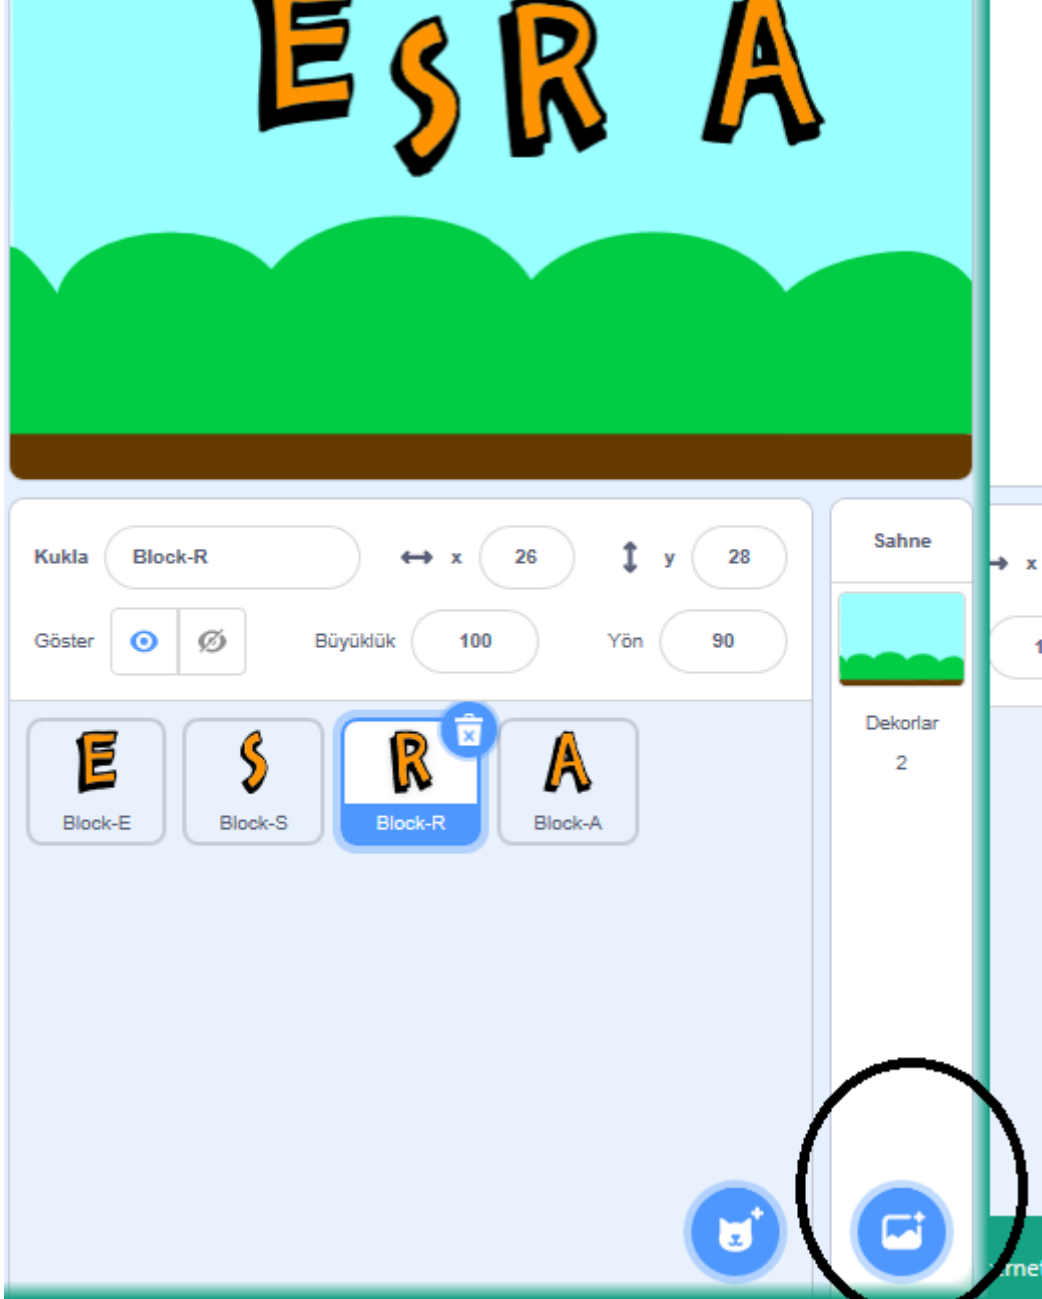 ESRA
Kukla Block-R x 26 y 28
Göster Büyüklük 100 Yön 90
Block-E Block-S Block-R Block-A
Sahne
Dekorlar
2
x